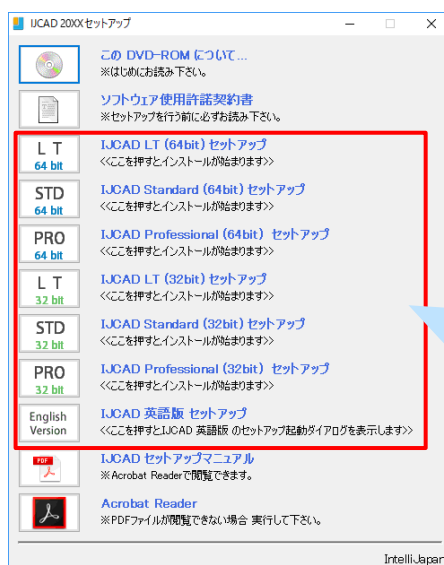 IJCAD 20XXセットアップ
この DVD-ROM について...
※はじめにお読み下さい。
ソフトウェア使用許諾契約書
※セットアップを行う前に必ずお読み下さい。
LT
64 bit
IJCAD LT (64bit) セットアップ
<<ここを押すとインストールが始まります>>
STD
64 bit
IJCAD Standard (64bit) セットアップ
<<ここを押すとインストールが始まります>>
PRO
64 bit
IJCAD Professional (64bit) セットアップ
<<ここを押すとインストールが始まります>>
LT
32 bit
IJCAD LT (32bit) セットアップ
<<ここを押すとインストールが始まります>>
STD
32 bit
IJCAD Standard (32bit) セットアップ
<<ここを押すとインストールが始まります>>
PRO
32 bit
IJCAD Professional (32bit) セットアップ
<<ここを押すとインストールが始まります>>
English
Version
IJCAD 英語版 セットアップ
<<ここを押すとIJCAD 英語版 のセットアップ起動ダイアログを表示します>>
PDF
IJCAD セットアップマニュアル
※Acrobat Readerで閲覧できます。
Acrobat Reader
※PDFファイルが閲覧できない場合 実行して下さい。
IntelliJapan